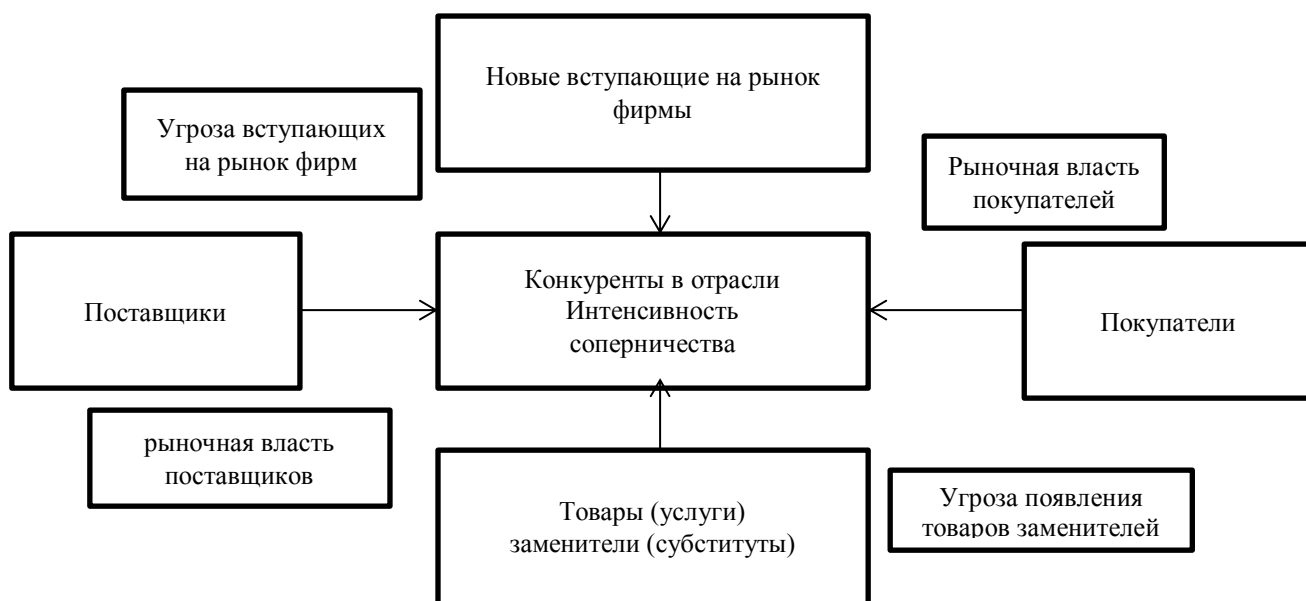 Новые вступающие на рынок
фирмы
Угроза вступающих
на рынок фирм
Рыночная власть
покупателей
Поставщики
Конкуренты в отрасли
Интенсивность
соперничества
Покупатели
рыночная власть
поставщиков
Товары (услуги)
заменители (субституты)
Угроза появления
товаров заменителей